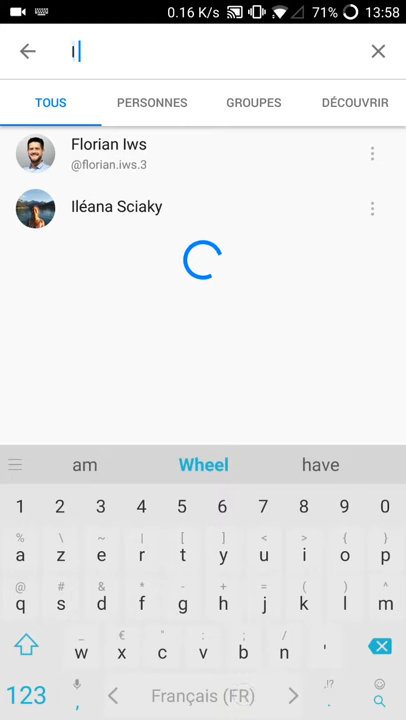 0.16 K/s 71% 13:58
I
TOUS PERSONNES GROUPES DÉCOUVRIR
Florian Iws
@florian.iws.3
Iléana Sciaky
am Wheel have
1 2 3 4 5 6 7 8 9 0
% \ ~ | [ ] < > { }
a z e r t y u i o p
@ # & * - + = ( ) ^
q s d f g h j k l m
_ € " : ; /
w x c v b n '
,!?
123 , Français (FR) .